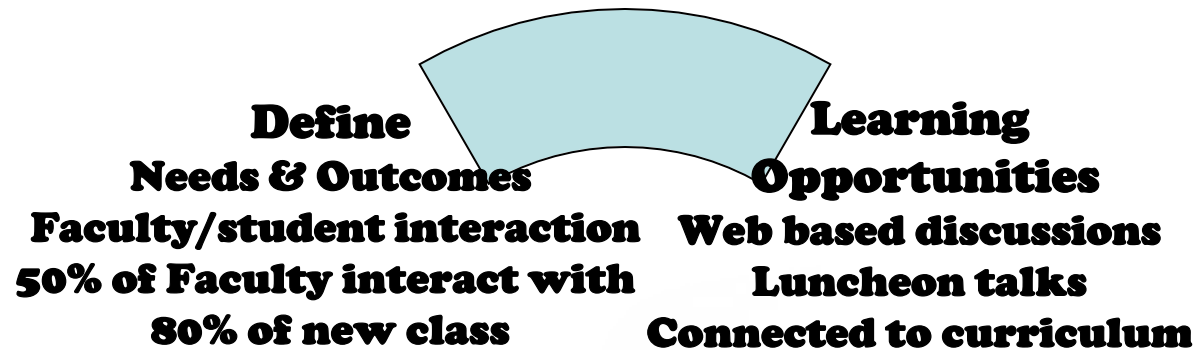 Define
Needs & Outcomes
Faculty/student interaction
50% of Faculty interact with
80% of new class
Learning
Opportunities
Web based discussions
Luncheon talks
Connected to curriculum